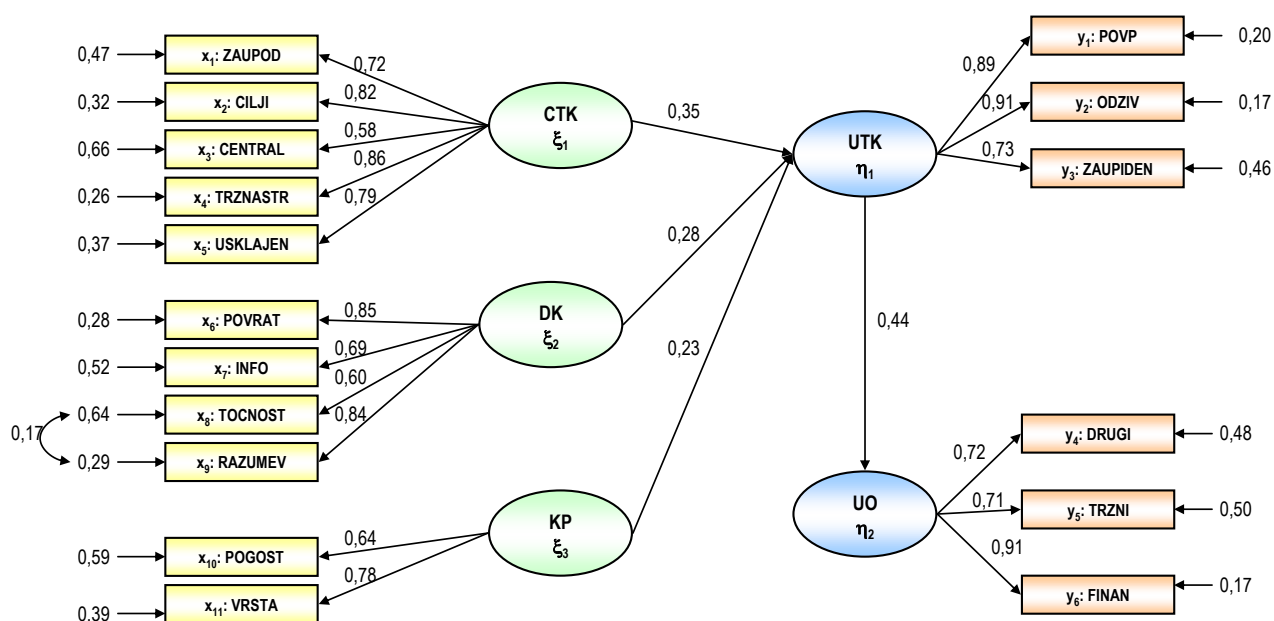 0,47
x1: ZAUPOD
0,72
0,32
x2: CILJI
0,82
0,66
x3: CENTRAL
0,58
0,26
x4: TRZNASTR
0,86
0,37
x5: USKLAJEN
0,79
CTK
ξ1
0,35
0,28
x6: POVRAT
0,85
0,52
x7: INFO
0,69
0,64
x8: TOCNOST
0,60
0,29
x9: RAZUMEV
0,84
0,17
DK
ξ2
0,28
0,59
x10: POGOST
0,64
0,39
x11: VRSTA
0,78
KP
ξ3
0,23
UTK
η1
0,89
y1: POVP
0,20
0,91
y2: ODZIV
0,17
0,73
y3: ZAUPIDEN
0,46
0,44
UO
η2
0,72
y4: DRUGI
0,48
0,71
y5: TRZNI
0,50
0,91
y6: FINAN
0,17